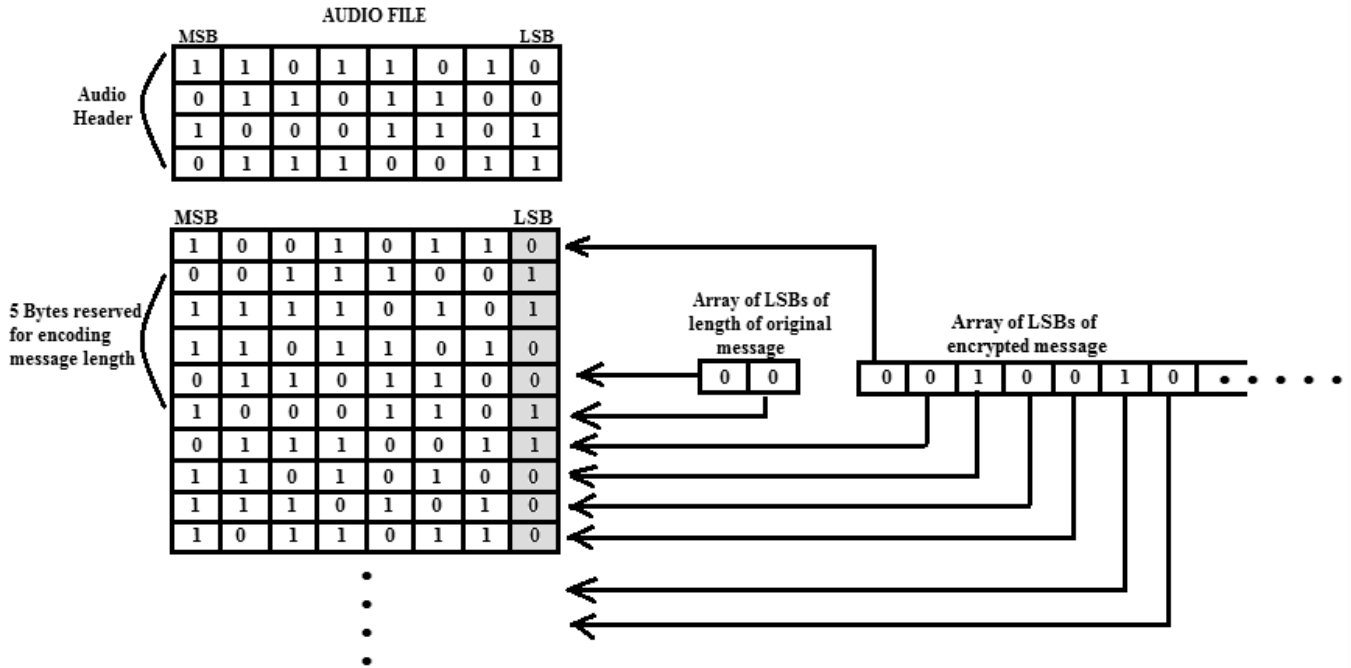 AUDIO FILE
MSB LSB
1 1 0 1 1 0 1 0
0 1 1 0 1 1 0 0
1 0 0 0 1 1 0 1
0 1 1 1 0 0 1 1
Audio
Header
MSB LSB
1 0 0 1 0 1 1 0
0 0 1 1 1 0 0 1
1 1 1 1 0 1 0 1
1 1 0 1 1 0 1 0
0 1 1 0 1 1 0 0
1 0 0 0 1 1 0 1
0 1 1 1 0 0 1 1
1 1 0 1 0 1 0 0
1 1 1 0 1 0 1 0
1 0 1 1 0 1 1 0
5 Bytes reserved
for encoding
message length
Array of LSBs of
length of original
message
0 0
Array of LSBs of
encrypted message
0 0 1 0 0 1 0